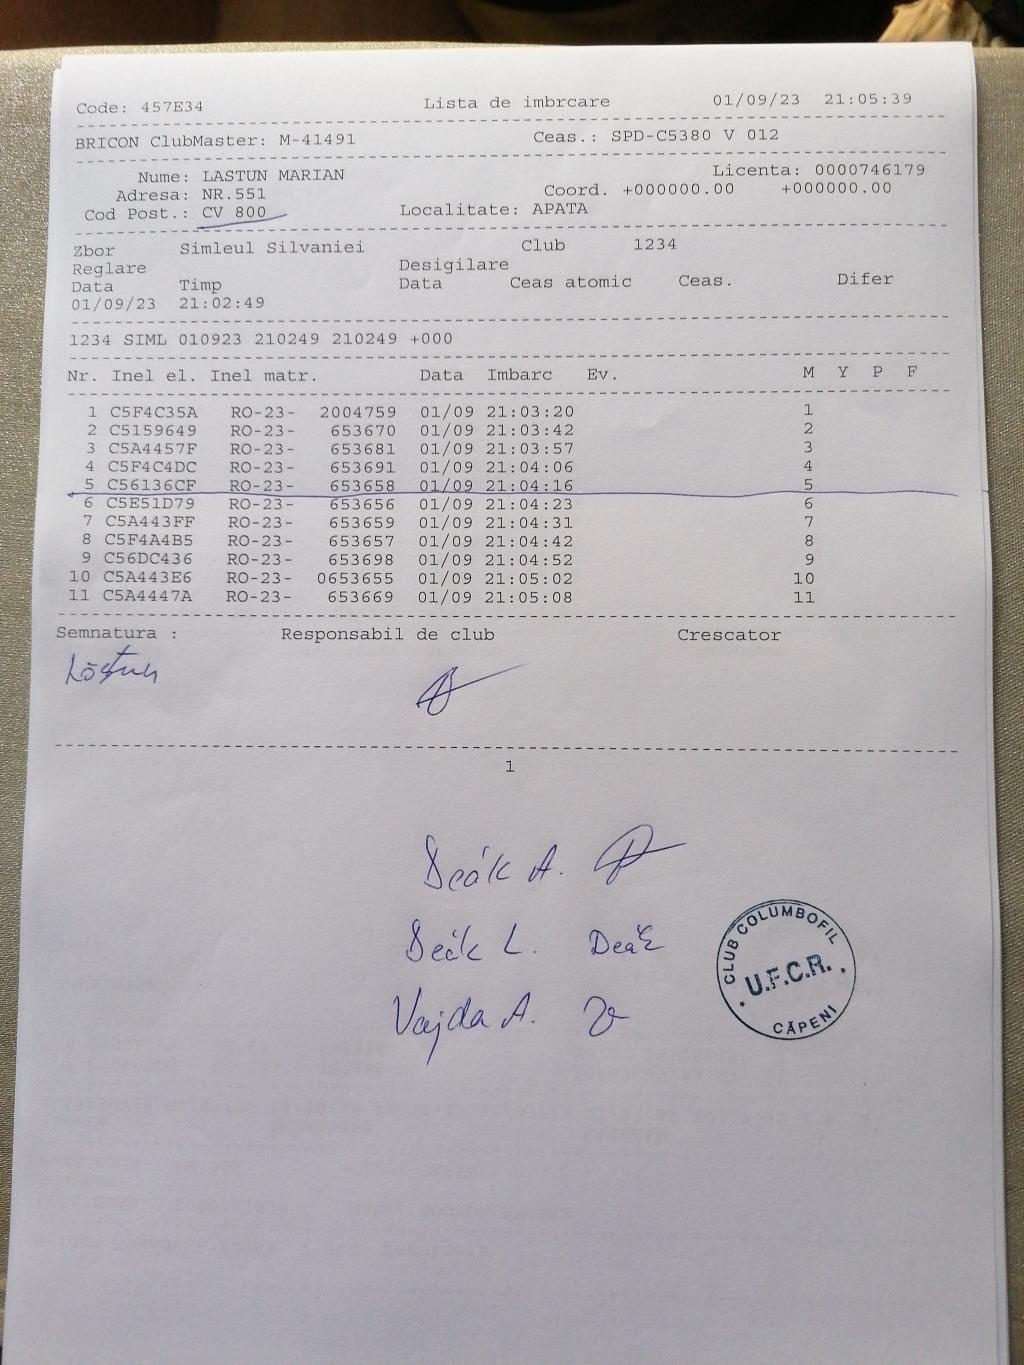 Code: 457E34 Lista de imbrcare 01/09/23 21:05:39
BRICON ClubMaster: M-41491 Ceas.: SPD-C5380 V 012
Nume: LASTUN MARIAN Licenta: 0000746179
Adresa: NR.551 Coord. +000000.00 +000000.00
Cod Post.: CV 800 Localitate: APATA
Zbor Simleul Silvaniei Club 1234
Reglare Desigilare
Data Timp Data Ceas atomic Ceas. Difer
01/09/23 21:02:49
1234 SIML 010923 210249 210249 +000
Nr. Inel el. Inel matr. Data Imbarc Ev. M Y P F
1 C5F4C35A RO-23- 2004759 01/09 21:03:20 1
2 C5159649 RO-23- 653670 01/09 21:03:42 2
3 C5A4457F RO-23- 653681 01/09 21:03:57 3
4 C5F4C4DC RO-23- 653691 01/09 21:04:06 4
5 C56136CF RO-23- 653658 01/09 21:04:16 5
6 C5E51D79 RO-23- 653656 01/09 21:04:23 6
7 C5A443FF RO-23- 653659 01/09 21:04:31 7
8 C5F4A4B5 RO-23- 653657 01/09 21:04:42 8
9 C56DC436 RO-23- 653698 01/09 21:04:52 9
10 C5A443E6 RO-23- 0653655 01/09 21:05:02 10
11 C5A4447A RO-23- 653669 01/09 21:05:08 11
Semnatura : Responsabil de club Crescator
1
Deák A.
Deák L. Deák
Vajda A.
CLUB COLUMBOFIL
U.F.C.R.
CĂPENI